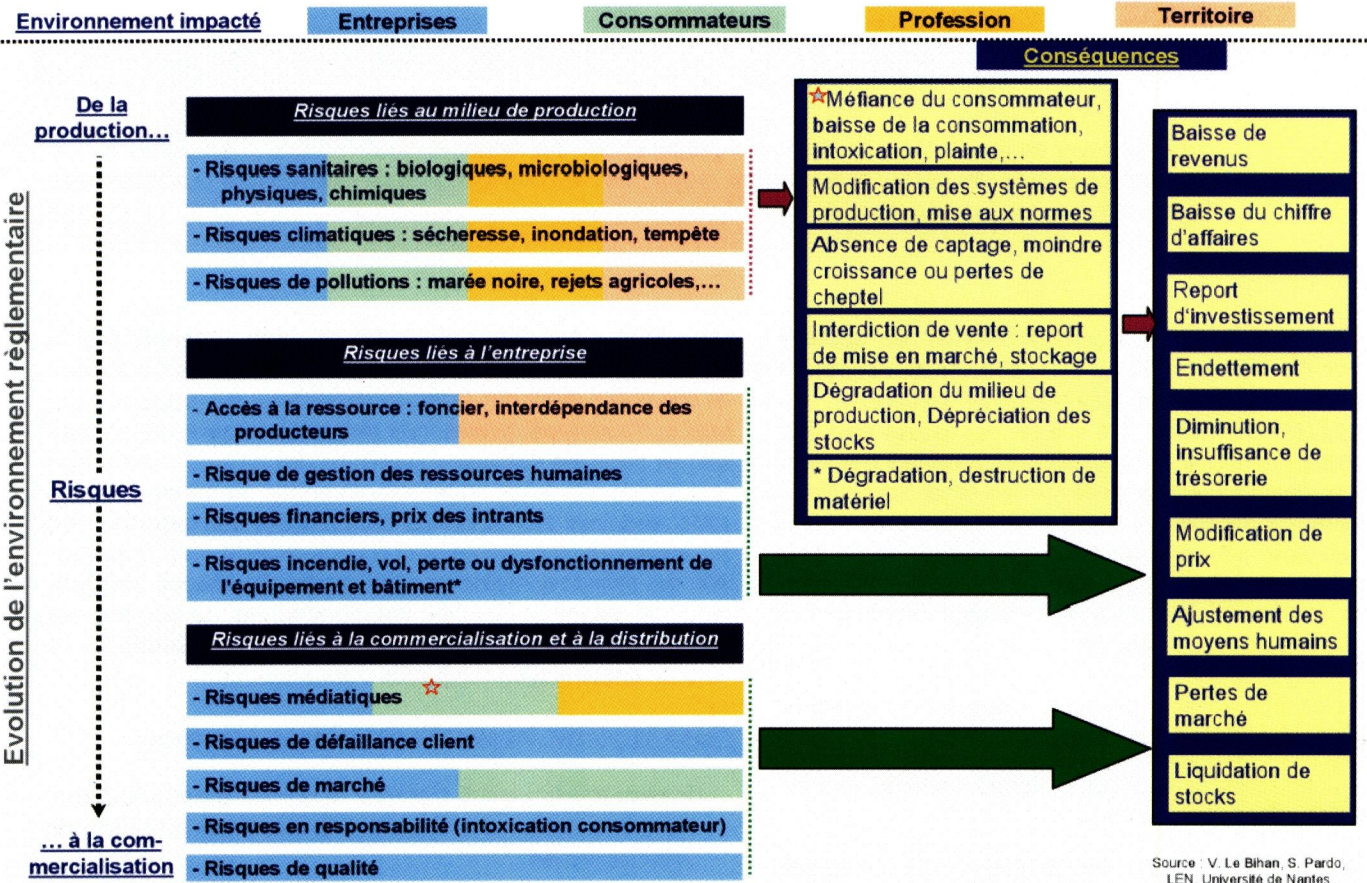 Environnement impacté
Entreprises
Consommateurs
Profession
Territoire
Conséquences
Evolution de l'environnement règlementaire
De la
production…
Risques
… à la com-
mercialisation
Risques liés au milieu de production
- Risques sanitaires : biologiques, microbiologiques,
physiques, chimiques
- Risques climatiques : sécheresse, inondation, tempête
- Risques de pollutions : marée noire, rejets agricoles,…
Risques liés à l'entreprise
- Accès à la ressource : foncier, interdépendance des
producteurs
- Risque de gestion des ressources humaines
- Risques financiers, prix des intrants
- Risques incendie, vol, perte ou dysfonctionnement de
l'équipement et bâtiment*
Risques liés à la commercialisation et à la distribution
- Risques médiatiques
- Risques de défaillance client
- Risques de marché
- Risques en responsabilité (intoxication consommateur)
- Risques de qualité
Méfiance du consommateur,
baisse de la consommation,
intoxication, plainte,…
Modification des systèmes de
production, mise aux normes
Absence de captage, moindre
croissance ou pertes de
cheptel
Interdiction de vente : report
de mise en marché, stockage
Dégradation du milieu de
production, Dépréciation des
stocks
* Dégradation, destruction de
matériel
Baisse de
revenus
Baisse du chiffre
d'affaires
Report
d'investissement
Endettement
Diminution,
insuffisance de
trésorerie
Modification de
prix
Ajustement des
moyens humains
Pertes de
marché
Liquidation de
stocks
Source : V. Le Bihan, S. Pardo,
LEN, Université de Nantes